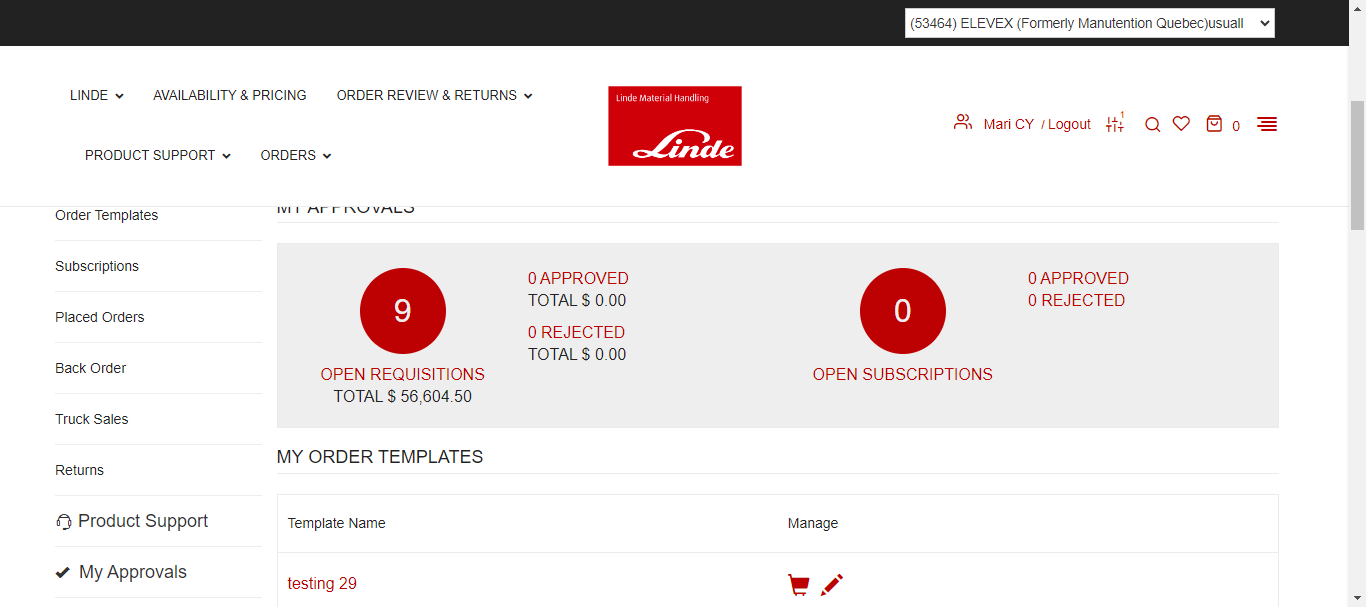 (53464) ELEVEX (Formerly Manutention Quebec)usuall
LINDE
AVAILABILITY & PRICING
ORDER REVIEW & RETURNS
PRODUCT SUPPORT
ORDERS
Linde Material Handling
Linde
Mari CY / Logout
1
0
Order Templates
Subscriptions
Placed Orders
Back Order
Truck Sales
Returns
Product Support
My Approvals
MY APPROVALS
9
OPEN REQUISITIONS
TOTAL $ 56,604.50
0 APPROVED
TOTAL $ 0.00
0 REJECTED
TOTAL $ 0.00
0
OPEN SUBSCRIPTIONS
0 APPROVED
0 REJECTED
MY ORDER TEMPLATES
Template Name
Manage
testing 29